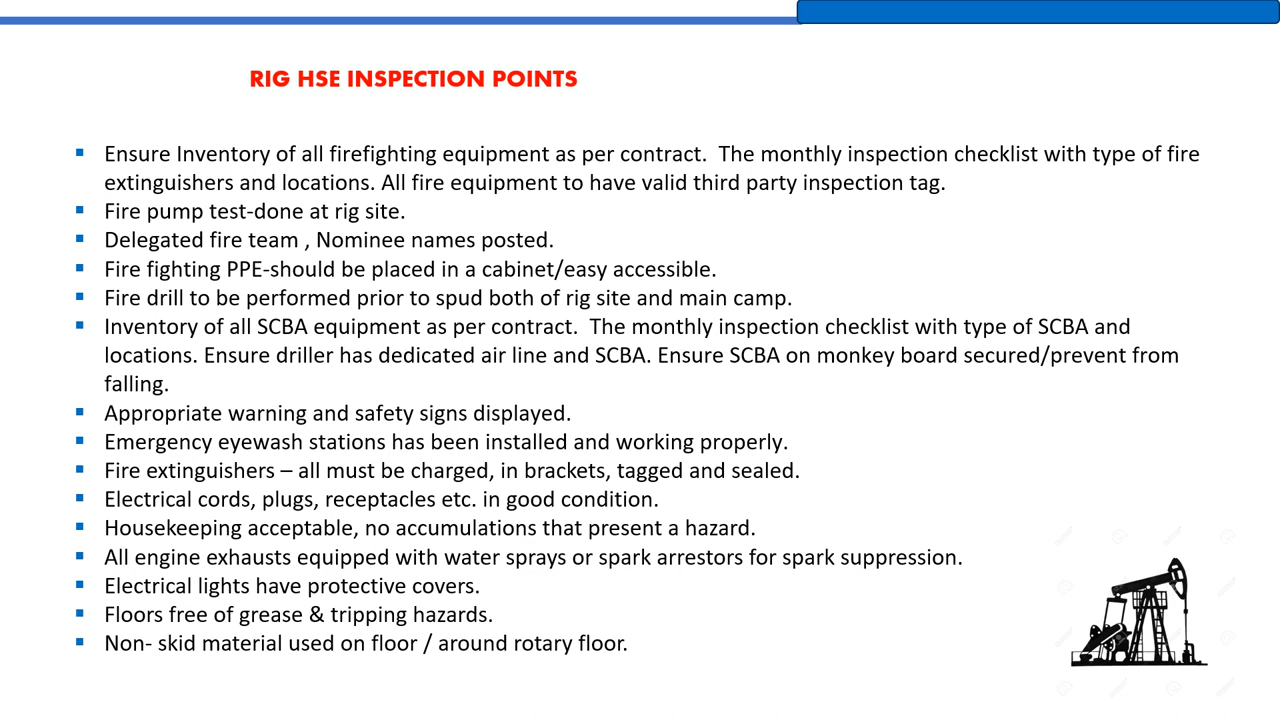 RIG HSE INSPECTION POINTS
▪ Ensure Inventory of all firefighting equipment as per contract.  The monthly inspection checklist with type of fire
extinguishers and locations. All fire equipment to have valid third party inspection tag.
▪ Fire pump test-done at rig site.
▪ Delegated fire team , Nominee names posted.
▪ Fire fighting PPE-should be placed in a cabinet/easy accessible.
▪ Fire drill to be performed prior to spud both of rig site and main camp.
▪ Inventory of all SCBA equipment as per contract.  The monthly inspection checklist with type of SCBA and
locations. Ensure driller has dedicated air line and SCBA. Ensure SCBA on monkey board secured/prevent from
falling.
▪ Appropriate warning and safety signs displayed.
▪ Emergency eyewash stations has been installed and working properly.
▪ Fire extinguishers – all must be charged, in brackets, tagged and sealed.
▪ Electrical cords, plugs, receptacles etc. in good condition.
▪ Housekeeping acceptable, no accumulations that present a hazard.
▪ All engine exhausts equipped with water sprays or spark arrestors for spark suppression.
▪ Electrical lights have protective covers.
▪ Floors free of grease & tripping hazards.
▪ Non- skid material used on floor / around rotary floor.